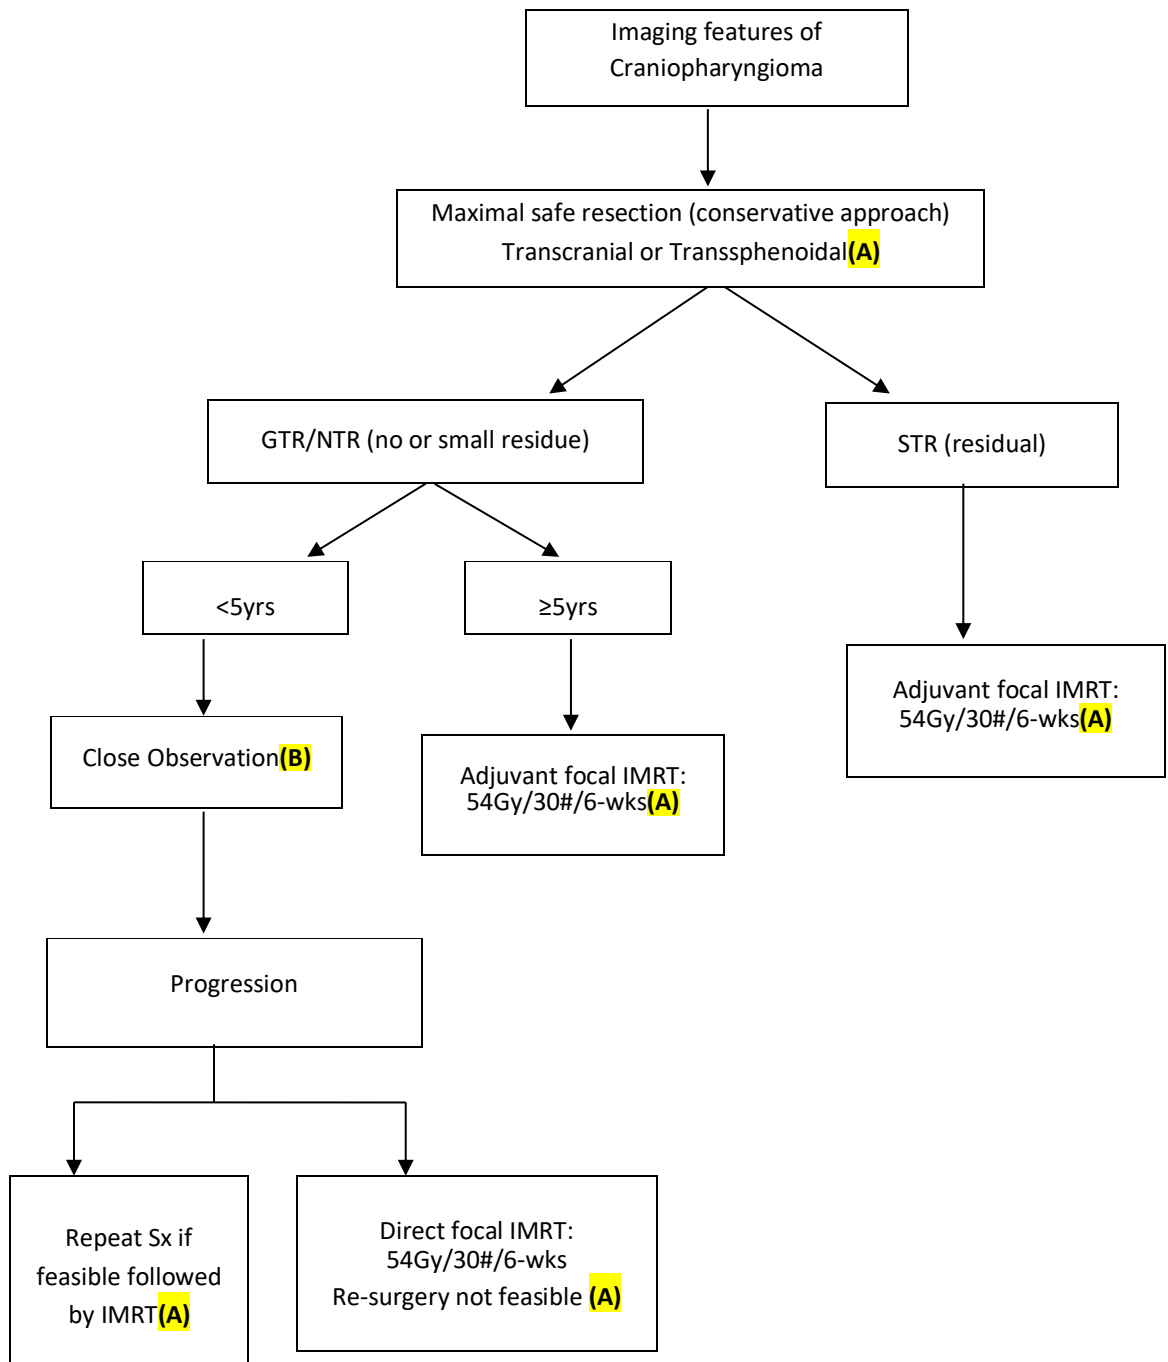 Imaging features of
Craniopharyngioma
Maximal safe resection (conservative approach)
Transcranial or Transsphenoidal(A)
GTR/NTR (no or small residue)
STR (residual)
<5yrs
≥5yrs
Adjuvant focal IMRT:
54Gy/30#/6-wks(A)
Close Observation(B)
Adjuvant focal IMRT:
54Gy/30#/6-wks(A)
Progression
Repeat Sx if
feasible followed
by IMRT(A)
Direct focal IMRT:
54Gy/30#/6-wks
Re-surgery not feasible (A)